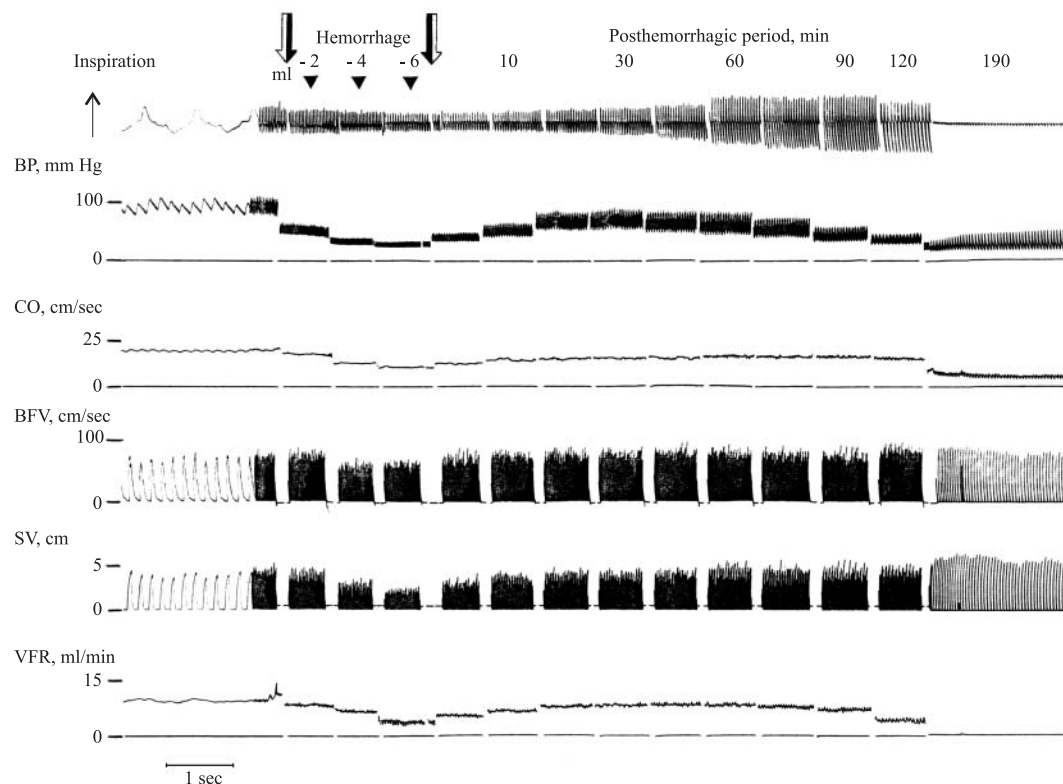 Hemorrhage
Posthemorrhagic period, min
Inspiration
ml
- 2
- 4
- 6
10
30
60
90
120
190
BP, mm Hg
100
0
CO, cm/sec
25
0
BFV, cm/sec
100
0
SV, cm
5
0
VFR, ml/min
15
0
1 sec